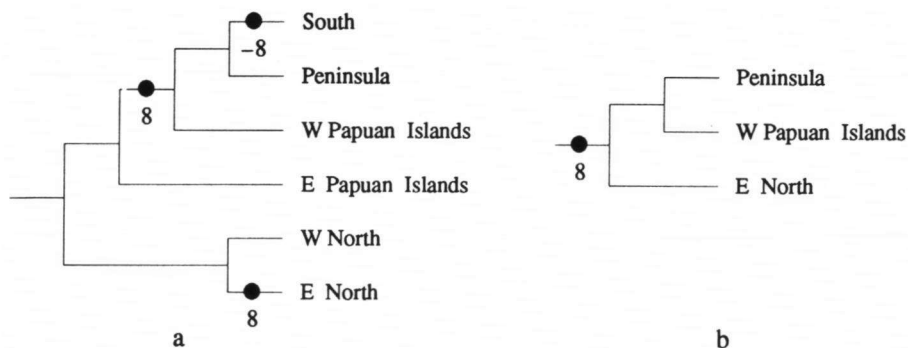 South
−8
Peninsula
8
W Papuan Islands
E Papuan Islands
W North
E North
8
a
Peninsula
W Papuan Islands
8
E North
b